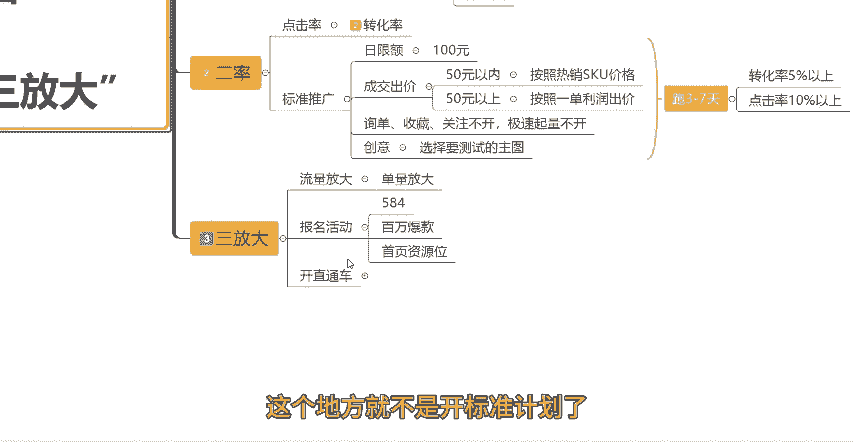 点击率 转化率
二率
日限额 100元
标准推广
成交出价
50元以内 按照热销SKU价格
50元以上 按照一单利润出价
询单、收藏、关注不开，极速起量不开
创意 选择要测试的主图
跑3-7天
转化率5%以上
点击率10%以上
三放大”
3 三放大
流量放大 单量放大
报名活动
584
百万爆款
首页资源位
开直通车
这个地方就不是开标准计划了